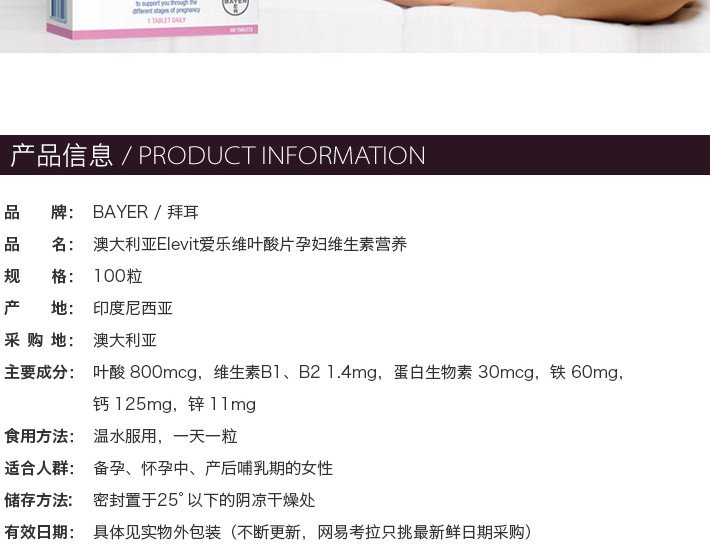 to support you through the
different stages of pregnancy
1 TABLET DAILY
BAYER
100 TABLETS
产品信息 / PRODUCT INFORMATION
品 牌： BAYER / 拜耳
品 名： 澳大利亚Elevit爱乐维叶酸片孕妇维生素营养
规 格： 100粒
产 地： 印度尼西亚
采 购 地： 澳大利亚
主要成分： 叶酸 800mcg，维生素B1、B2 1.4mg，蛋白生物素 30mcg，铁 60mg，
钙 125mg，锌 11mg
食用方法： 温水服用，一天一粒
适合人群： 备孕、怀孕中、产后哺乳期的女性
储存方法： 密封置于25°以下的阴凉干燥处
有效日期： 具体见实物外包装（不断更新，网易考拉只挑最新鲜日期采购）